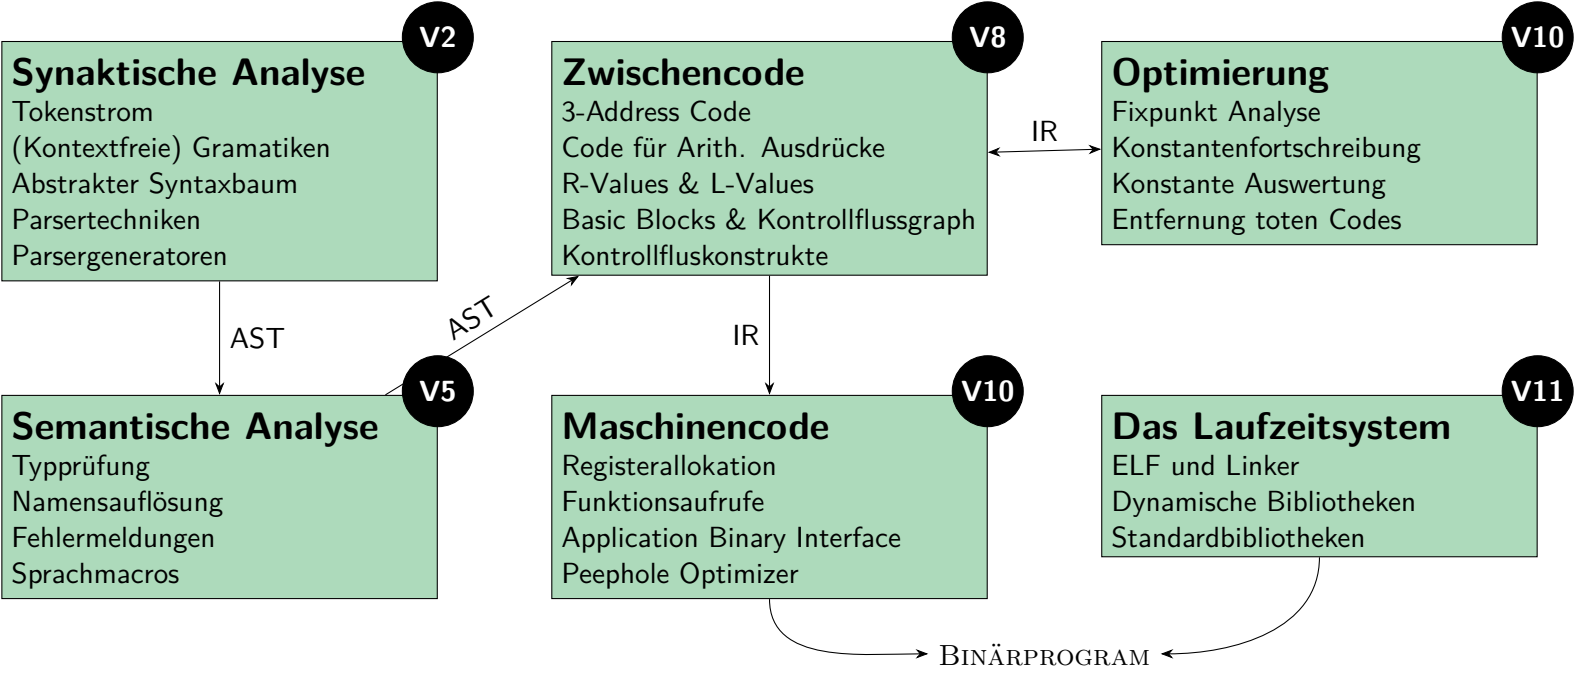 V2
Synaktische Analyse
Tokenstrom
(Kontextfreie) Gramatiken
Abstrakter Syntaxbaum
Parsertechniken
Parsergeneratoren
V8
Zwischencode
3-Address Code
Code für Arith. Ausdrücke
R-Values & L-Values
Basic Blocks & Kontrollflussgraph
Kontrollfluskonstrukte
IR
V10
Optimierung
Fixpunkt Analyse
Konstantenfortschreibung
Konstante Auswertung
Entfernung toten Codes
AST
AST
IR
V5
Semantische Analyse
Typprüfung
Namensauflösung
Fehlermeldungen
Sprachmacros
V10
Maschinencode
Registerallokation
Funktionsaufrufe
Application Binary Interface
Peephole Optimizer
V11
Das Laufzeitsystem
ELF und Linker
Dynamische Bibliotheken
Standardbibliotheken
BINÄRPROGRAM